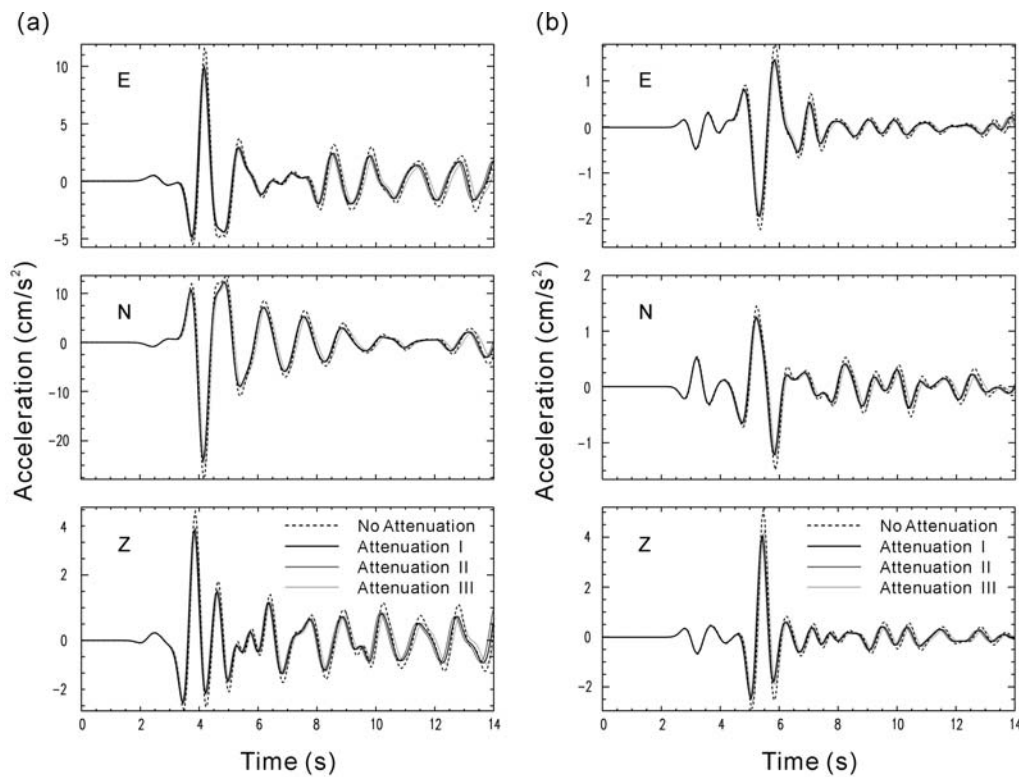 (a)
(b)
Acceleration (cm/s²)
E
10
5
0
-5
N
10
0
-10
-20
Z
4
2
0
-2
No Attenuation
Attenuation I
Attenuation II
Attenuation III
0 2 4 6 8 10 12 14
Time (s)
Acceleration (cm/s²)
E
1
0
-1
-2
N
2
1
0
-1
Z
4
2
0
-2
No Attenuation
Attenuation I
Attenuation II
Attenuation III
0 2 4 6 8 10 12 14
Time (s)